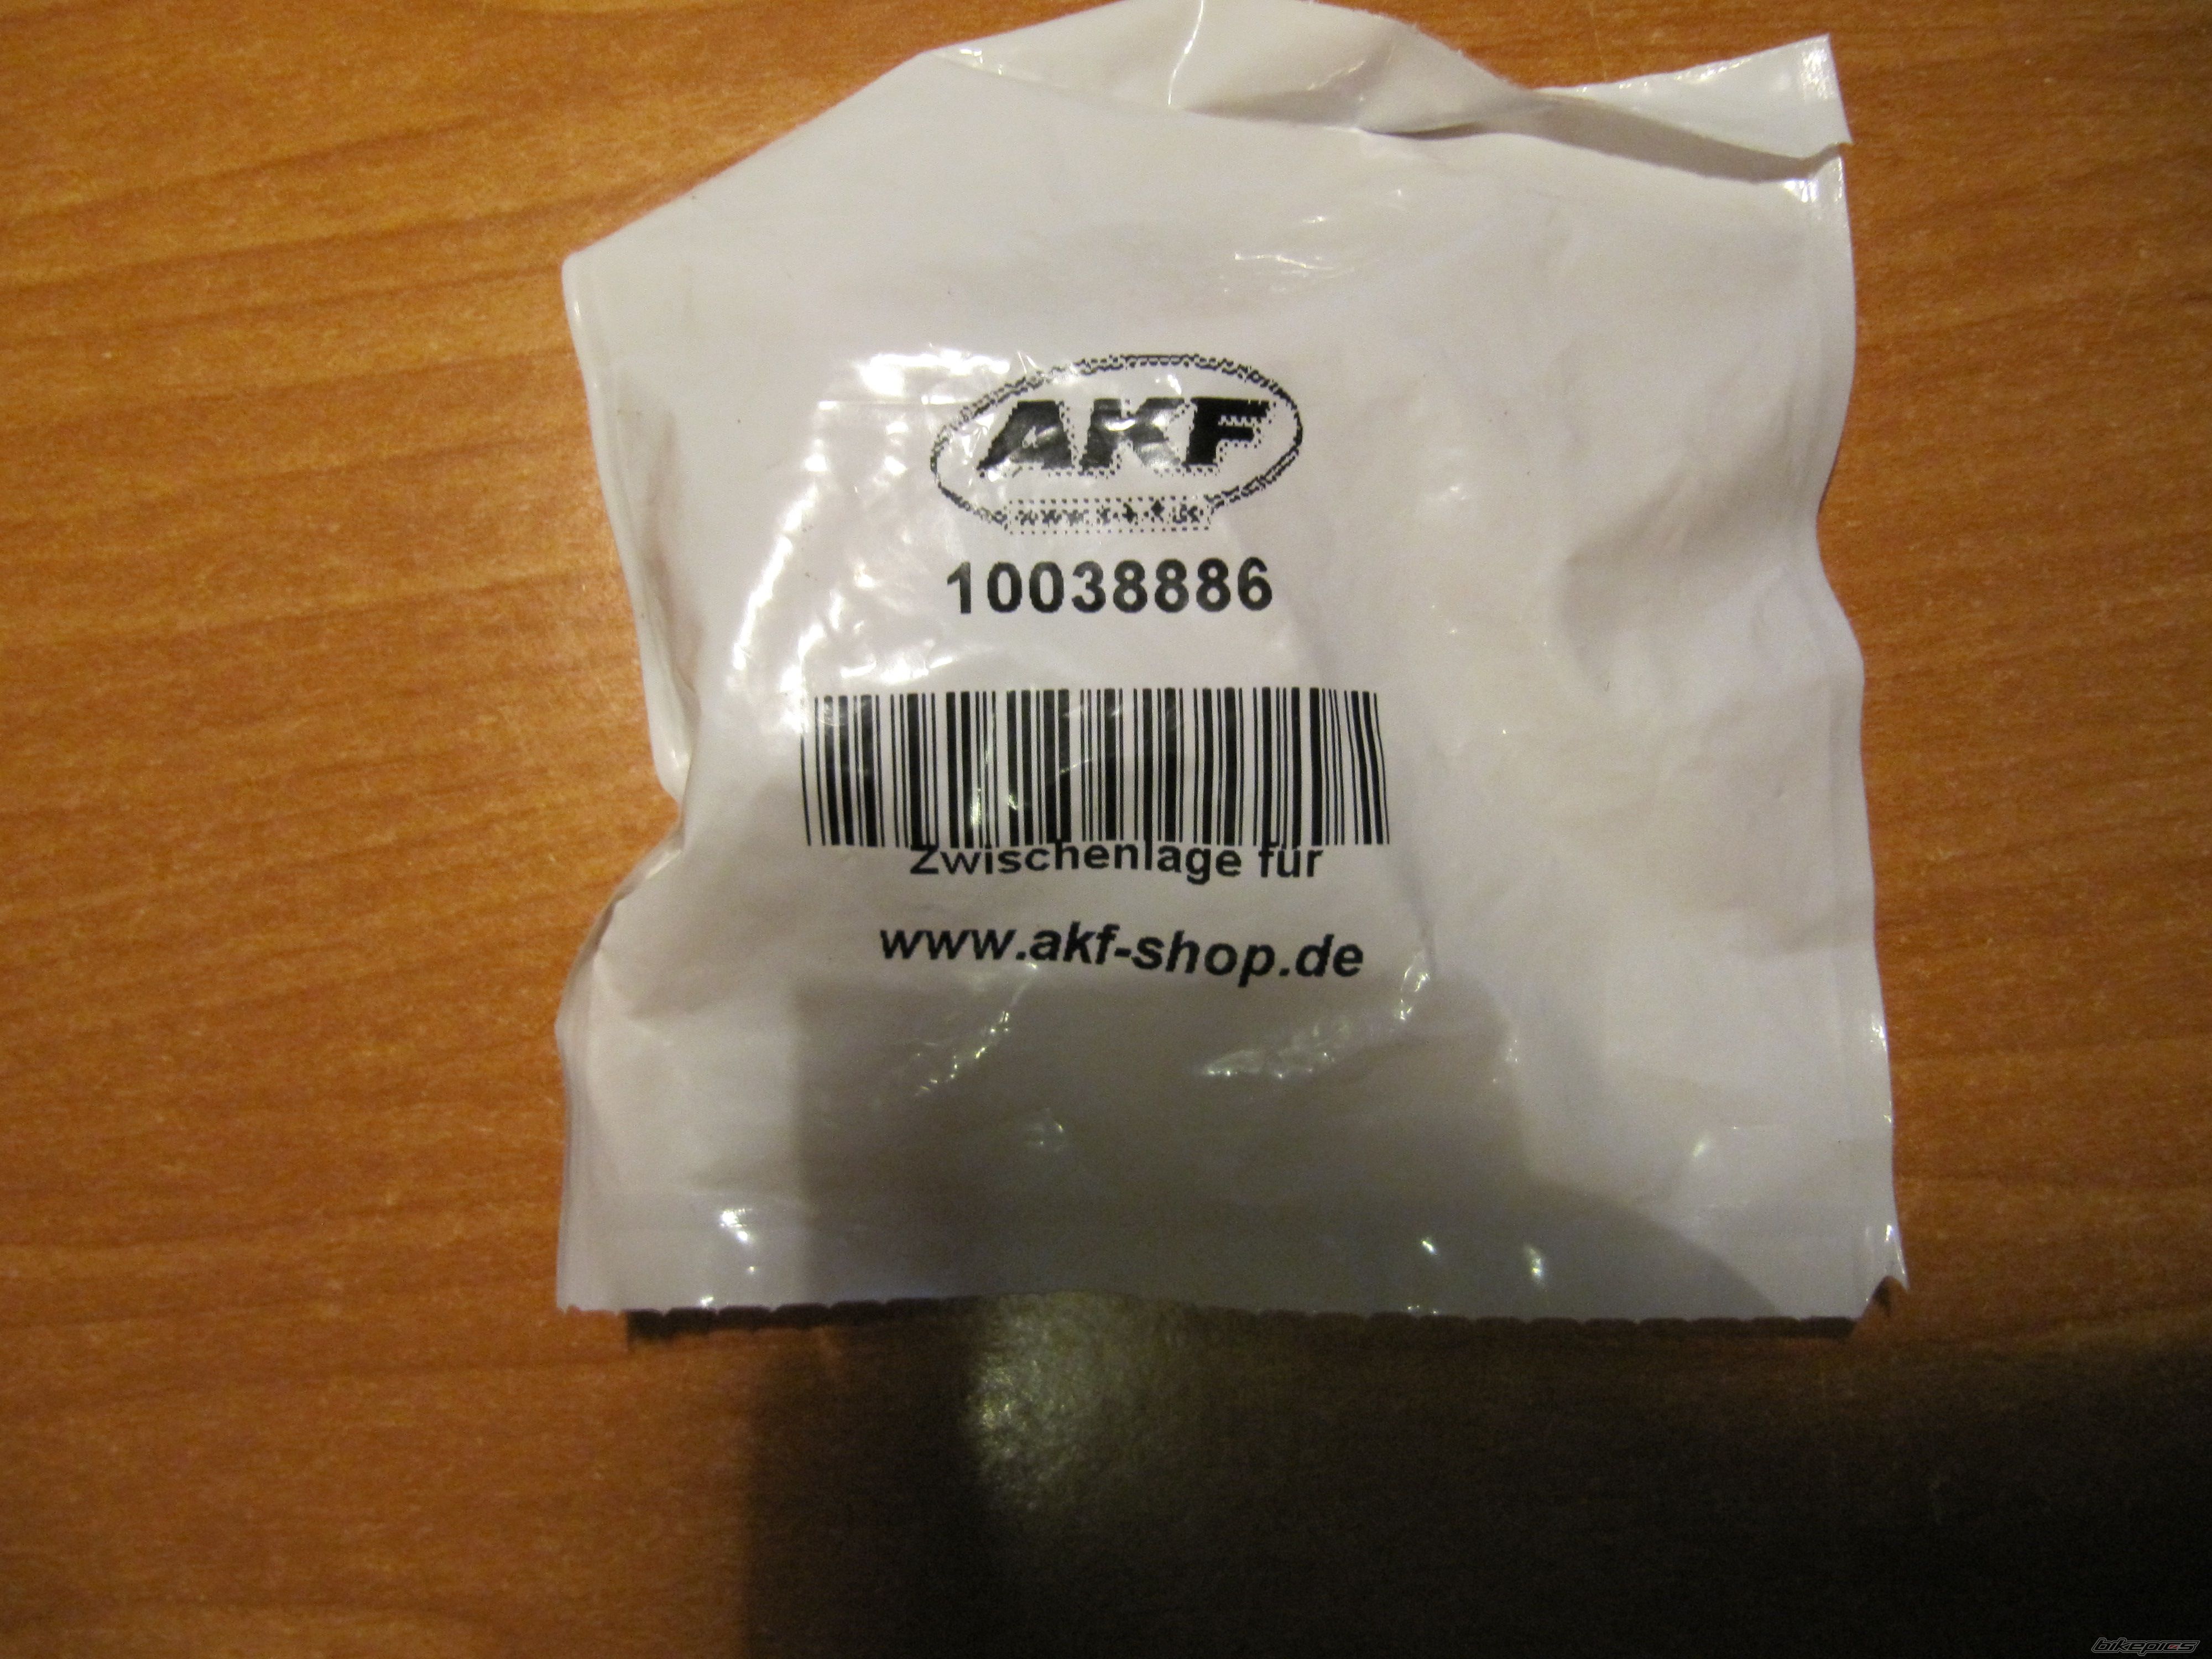 AKF
10038886
Zwischenlage für
www.akf-shop.de
bikepics